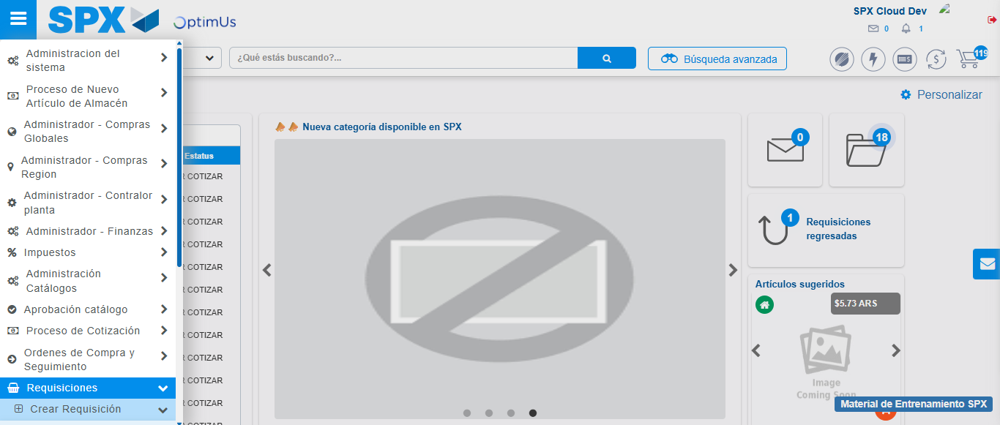 SPX
OptimUs
SPX Cloud Dev
0
1
¿Qué estás buscando?...
Búsqueda avanzada
119
Personalizar
Administracion del
sistema
Proceso de Nuevo
Artículo de Almacén
Administrador - Compras
Globales
Administrador - Compras
Region
Administrador - Contralor
planta
Administrador - Finanzas
Impuestos
Administración
Catálogos
Aprobación catálogo
Proceso de Cotización
Ordenes de Compra y
Seguimiento
Requisiciones
Crear Requisición
Estatus
COTIZAR
COTIZAR
COTIZAR
COTIZAR
COTIZAR
COTIZAR
COTIZAR
COTIZAR
COTIZAR
COTIZAR
COTIZAR
COTIZAR
Nueva categoría disponible en SPX
0
18
1
Requisiciones
regresadas
Artículos sugeridos
$5.73 ARS
Image
Coming Soon
Material de Entrenamiento SPX